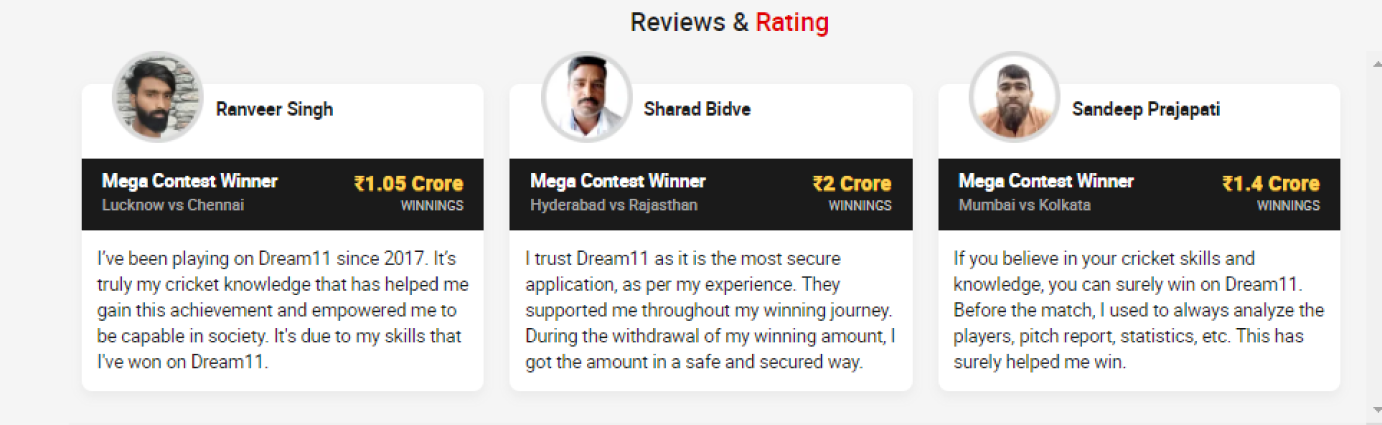 Reviews & Rating
Ranveer Singh
Mega Contest Winner
₹1.05 Crore
Lucknow vs Chennai
WINNINGS
I've been playing on Dream11 since 2017. It's
truly my cricket knowledge that has helped me
gain this achievement and empowered me to
be capable in society. It's due to my skills that
I've won on Dream11.
Sharad Bidve
Mega Contest Winner
₹2 Crore
Hyderabad vs Rajasthan
WINNINGS
I trust Dream11 as it is the most secure
application, as per my experience. They
supported me throughout my winning journey.
During the withdrawal of my winning amount, I
got the amount in a safe and secured way.
Sandeep Prajapati
Mega Contest Winner
₹1.4 Crore
Mumbai vs Kolkata
WINNINGS
If you believe in your cricket skills and
knowledge, you can surely win on Dream11.
Before the match, I used to always analyze the
players, pitch report, statistics, etc. This has
surely helped me win.